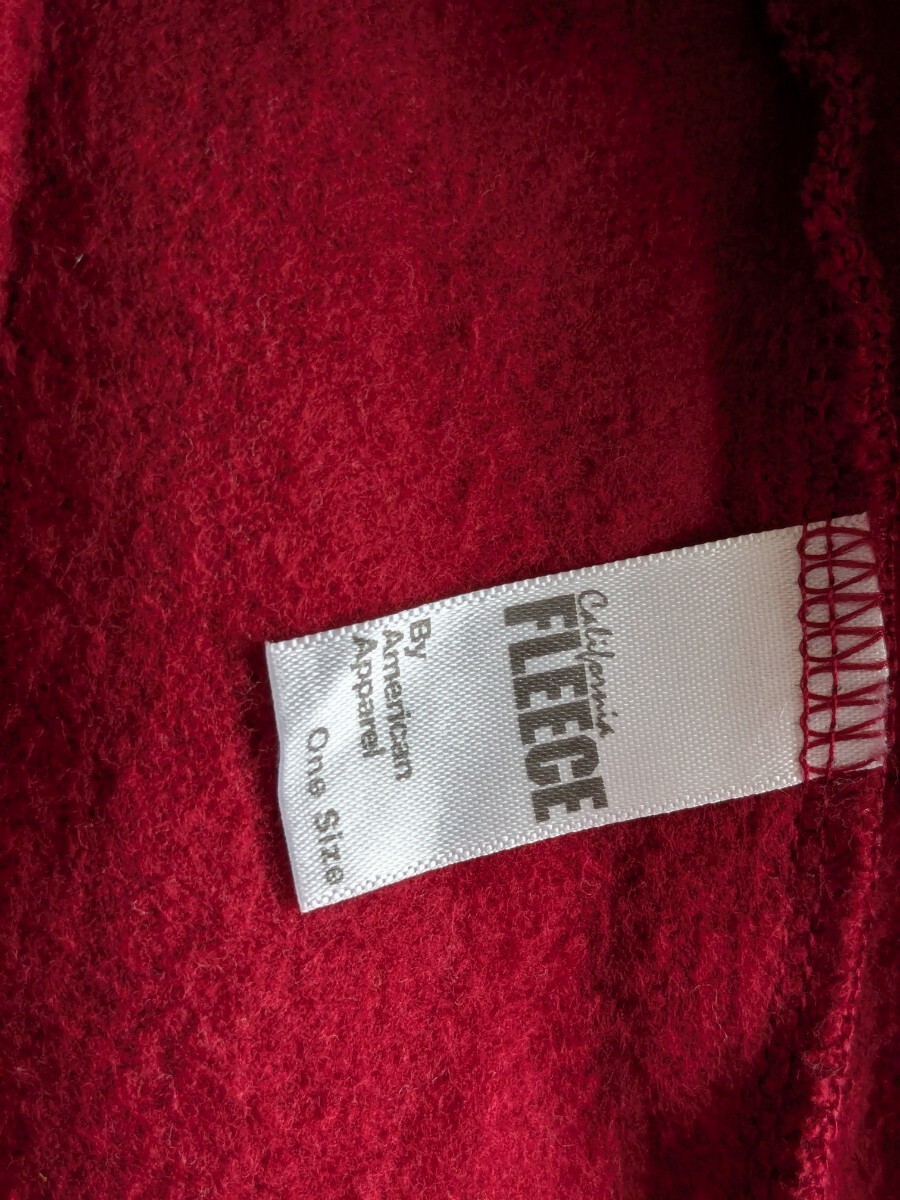 California
FLEECE
By
American
Apparel
One Size